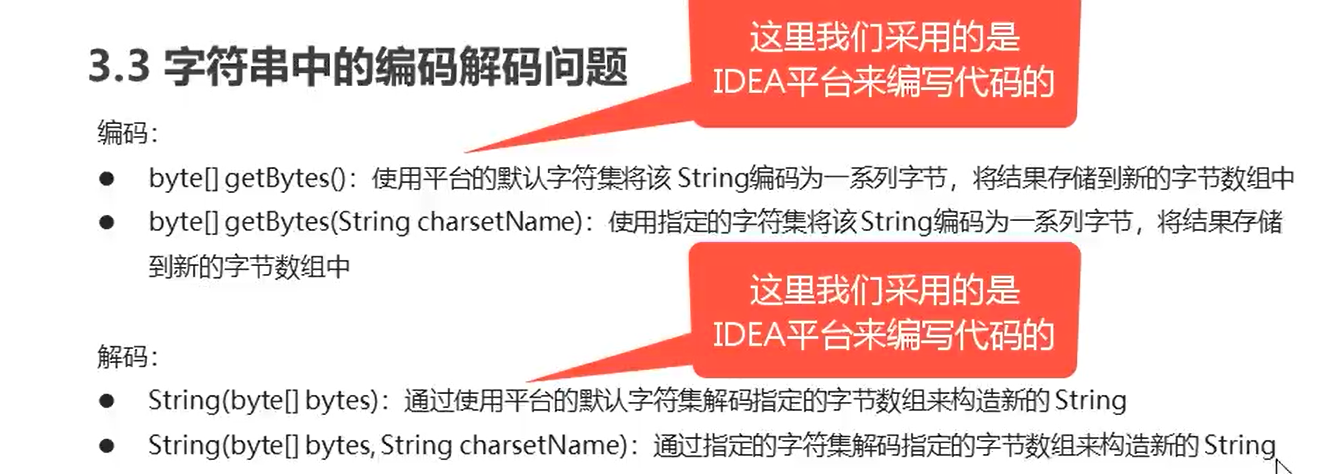 这里我们采用的是
IDEA平台来编写代码的
3.3 字符串中的编码解码问题
编码：
● byte[] getBytes()：使用平台的默认字符集将该 String编码为一系列字节，将结果存储到新的字节数组中
● byte[] getBytes(String charsetName)：使用指定的字符集将该 String编码为一系列字节，将结果存储
到新的字节数组中
这里我们采用的是
IDEA平台来编写代码的
解码：
● String(byte[] bytes)：通过使用平台的默认字符集解码指定的字节数组来构造新的 String
● String(byte[] bytes, String charsetName)：通过指定的字符集解码指定的字节数组来构造新的 String